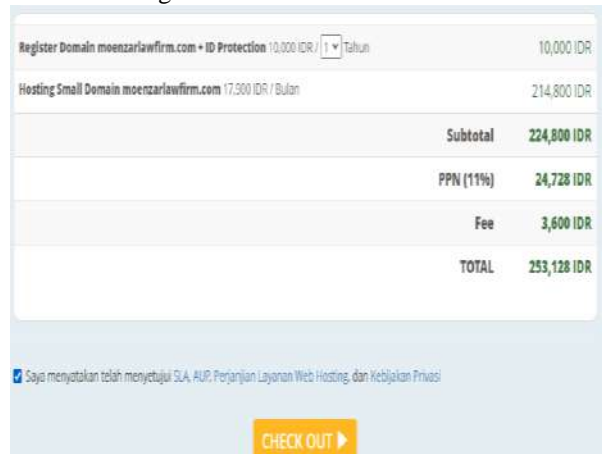 Register Domain moenzarlawfirm.com + ID Protection 10,000 IDR / 1 Tahun 10,000 IDR
Hosting Small Domain moenzarlawfirm.com 17,900 IDR / Bulan 214,800 IDR
Subtotal 224,800 IDR
PPN (11%) 24,728 IDR
Fee 3,600 IDR
TOTAL 253,128 IDR
Saya menyatakan telah menyetujui SLA, AUP, Perjanjian Layanan Web Hosting, dan Kebijakan Privasi
CHECK OUT